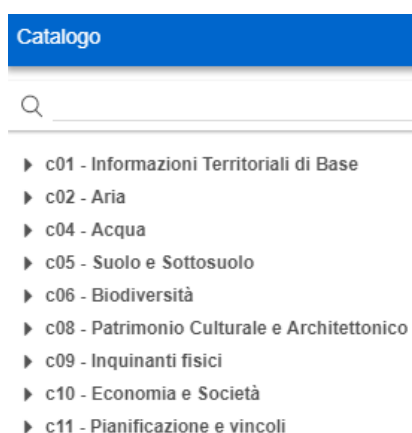 Catalogo
c01 - Informazioni Territoriali di Base
c02 - Aria
c04 - Acqua
c05 - Suolo e Sottosuolo
c06 - Biodiversità
c08 - Patrimonio Culturale e Architettonico
c09 - Inquinanti fisici
c10 - Economia e Società
c11 - Pianificazione e vincoli